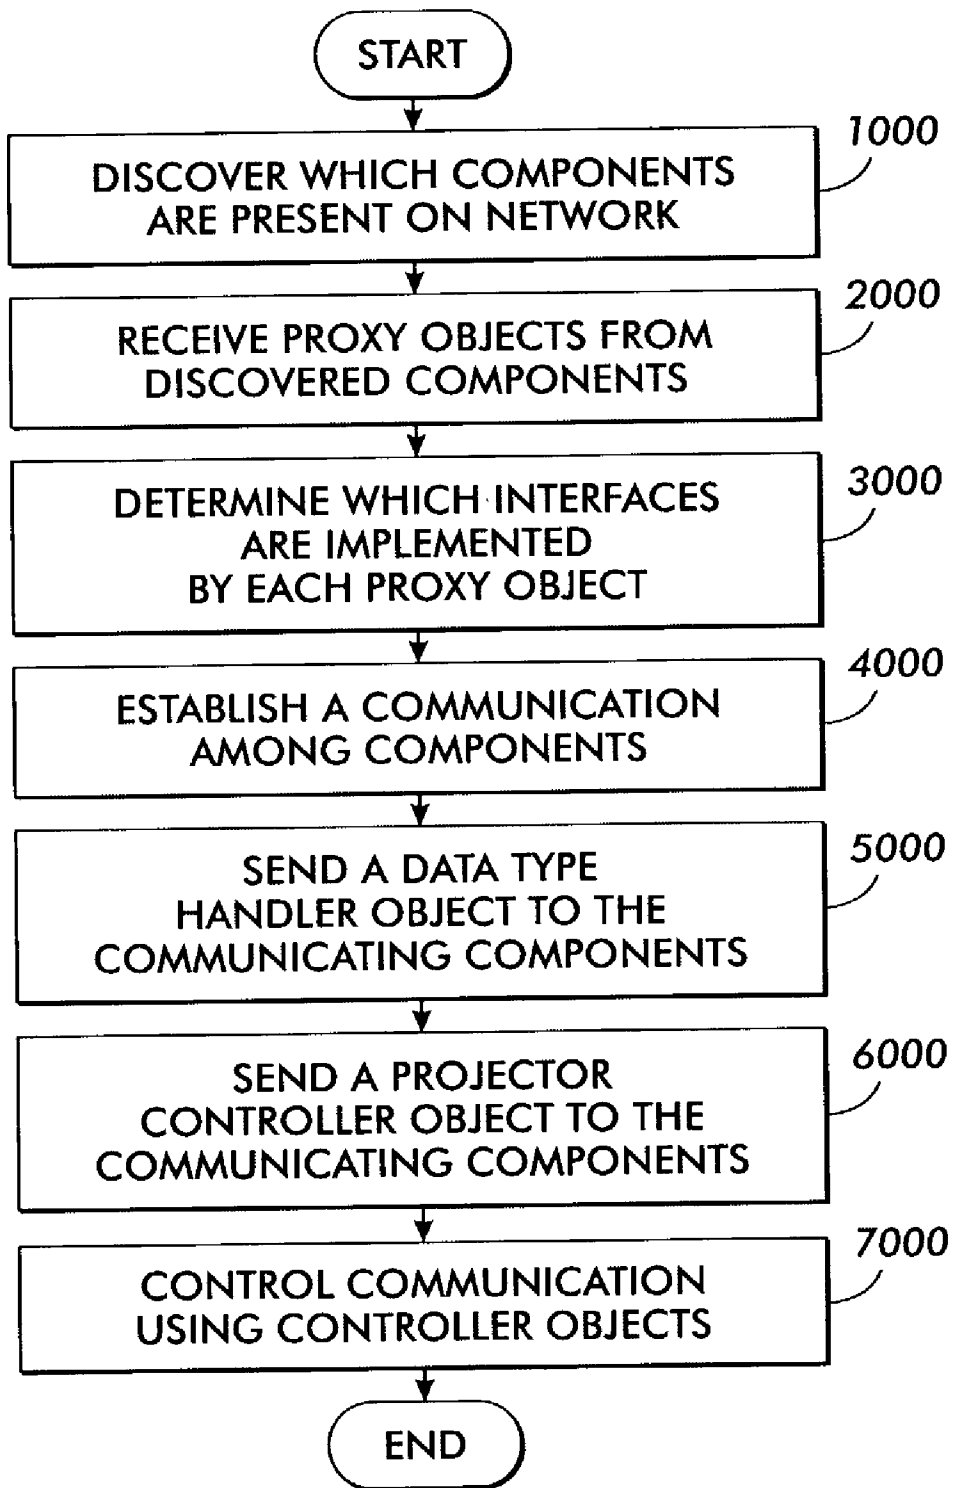 START
1000
DISCOVER WHICH COMPONENTS
ARE PRESENT ON NETWORK
2000
RECEIVE PROXY OBJECTS FROM
DISCOVERED COMPONENTS
3000
DETERMINE WHICH INTERFACES
ARE IMPLEMENTED
BY EACH PROXY OBJECT
4000
ESTABLISH A COMMUNICATION
AMONG COMPONENTS
5000
SEND A DATA TYPE
HANDLER OBJECT TO THE
COMMUNICATING COMPONENTS
6000
SEND A PROJECTOR
CONTROLLER OBJECT TO THE
COMMUNICATING COMPONENTS
7000
CONTROL COMMUNICATION
USING CONTROLLER OBJECTS
END